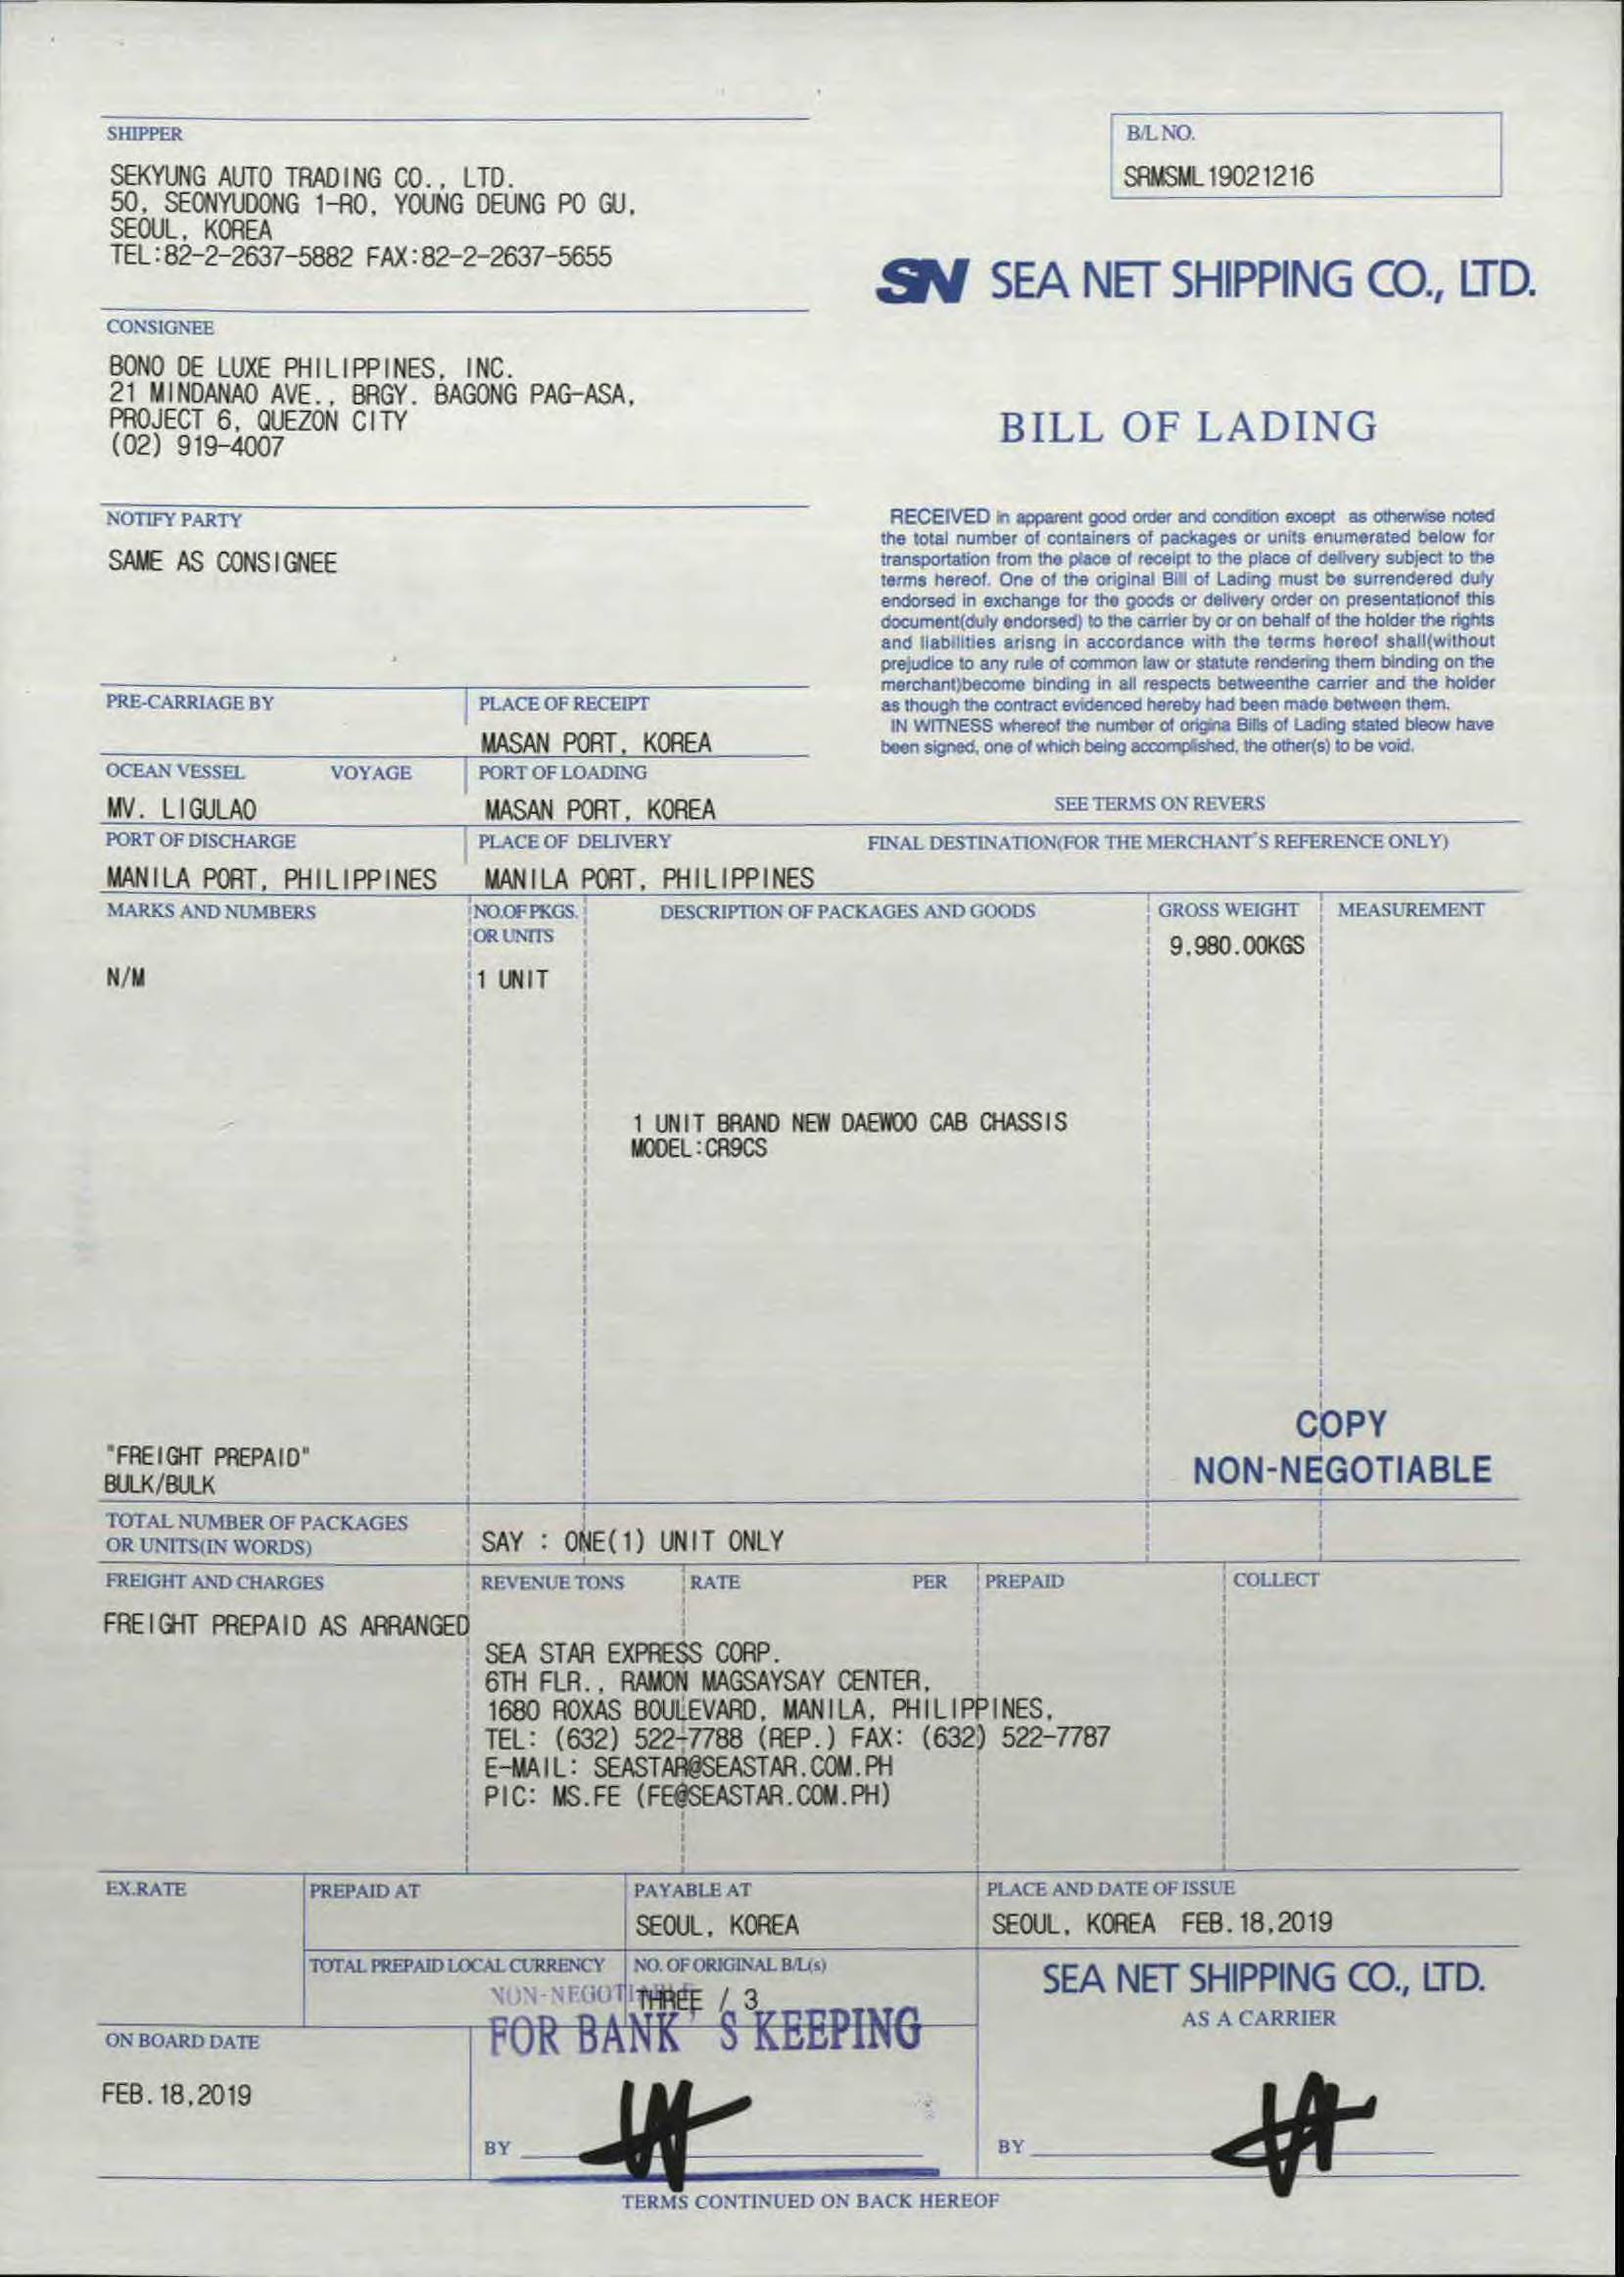 SHIPPER
SEKYUNG AUTO TRADING CO., LTD.
50, SEONYUDONG 1-RO, YOUNG DEUNG PO GU,
SEOUL, KOREA
TEL:82-2-2637-5882 FAX:82-2-2637-5655
B/L NO.
SRMSML19021216
SN SEA NET SHIPPING CO., LTD.
CONSIGNEE
BONO DE LUXE PHILIPPINES, INC.
21 MINDANAO AVE., BRGY. BAGONG PAG-ASA,
PROJECT 6, QUEZON CITY
(02) 919-4007
BILL OF LADING
NOTIFY PARTY
SAME AS CONSIGNEE
RECEIVED in apparent good order and condition except as otherwise noted
the total number of containers of packages or units enumerated below for
transportation from the place of receipt to the place of delivery subject to the
terms hereof. One of the original Bill of Lading must be surrendered duly
endorsed in exchange for the goods or delivery order on presentationof this
document(duly endorsed) to the carrier by or on behalf of the holder the rights
and liabilities arisng in accordance with the terms hereof shall(without
prejudice to any rule of common law or statute rendering them binding on the
merchant)become binding in all respects betweenthe carrier and the holder
as though the contract evidenced hereby had been made between them.
IN WITNESS whereof the number of origina Bills of Lading stated bleow have
been signed, one of which being accomplished, the other(s) to be void.
SEE TERMS ON REVERS
PRE-CARRIAGE BY PLACE OF RECEIPT
MASAN PORT, KOREA
OCEAN VESSEL VOYAGE PORT OF LOADING
MV. LIGULAO MASAN PORT, KOREA
PORT OF DISCHARGE PLACE OF DELIVERY FINAL DESTINATION(FOR THE MERCHANT'S REFERENCE ONLY)
MANILA PORT, PHILIPPINES MANILA PORT, PHILIPPINES
MARKS AND NUMBERS NO.OF PKGS. DESCRIPTION OF PACKAGES AND GOODS GROSS WEIGHT MEASUREMENT
OR UNITS
9,980.00KGS
N/M 1 UNIT
1 UNIT BRAND NEW DAEWOO CAB CHASSIS
MODEL:CR9CS
COPY
NON-NEGOTIABLE
"FREIGHT PREPAID"
BULK/BULK
TOTAL NUMBER OF PACKAGES
OR UNITS(IN WORDS)
SAY : ONE(1) UNIT ONLY
FREIGHT AND CHARGES REVENUE TONS RATE PER PREPAID COLLECT
FREIGHT PREPAID AS ARRANGED
SEA STAR EXPRESS CORP.
6TH FLR., RAMON MAGSAYSAY CENTER,
1680 ROXAS BOULEVARD, MANILA, PHILIPPINES,
TEL: (632) 522-7788 (REP.) FAX: (632) 522-7787
E-MAIL: SEASTAR@SEASTAR.COM.PH
PIC: MS.FE (FE@SEASTAR.COM.PH)
EX.RATE PREPAID AT PAYABLE AT PLACE AND DATE OF ISSUE
SEOUL, KOREA SEOUL, KOREA FEB.18,2019
TOTAL PREPAID LOCAL CURRENCY NO. OF ORIGINAL B/L(s)
THREE / 3
NON-NEGOTIABLE
FOR BANK'S KEEPING
SEA NET SHIPPING CO., LTD.
AS A CARRIER
ON BOARD DATE
FEB.18,2019
BY BY
TERMS CONTINUED ON BACK HEREOF